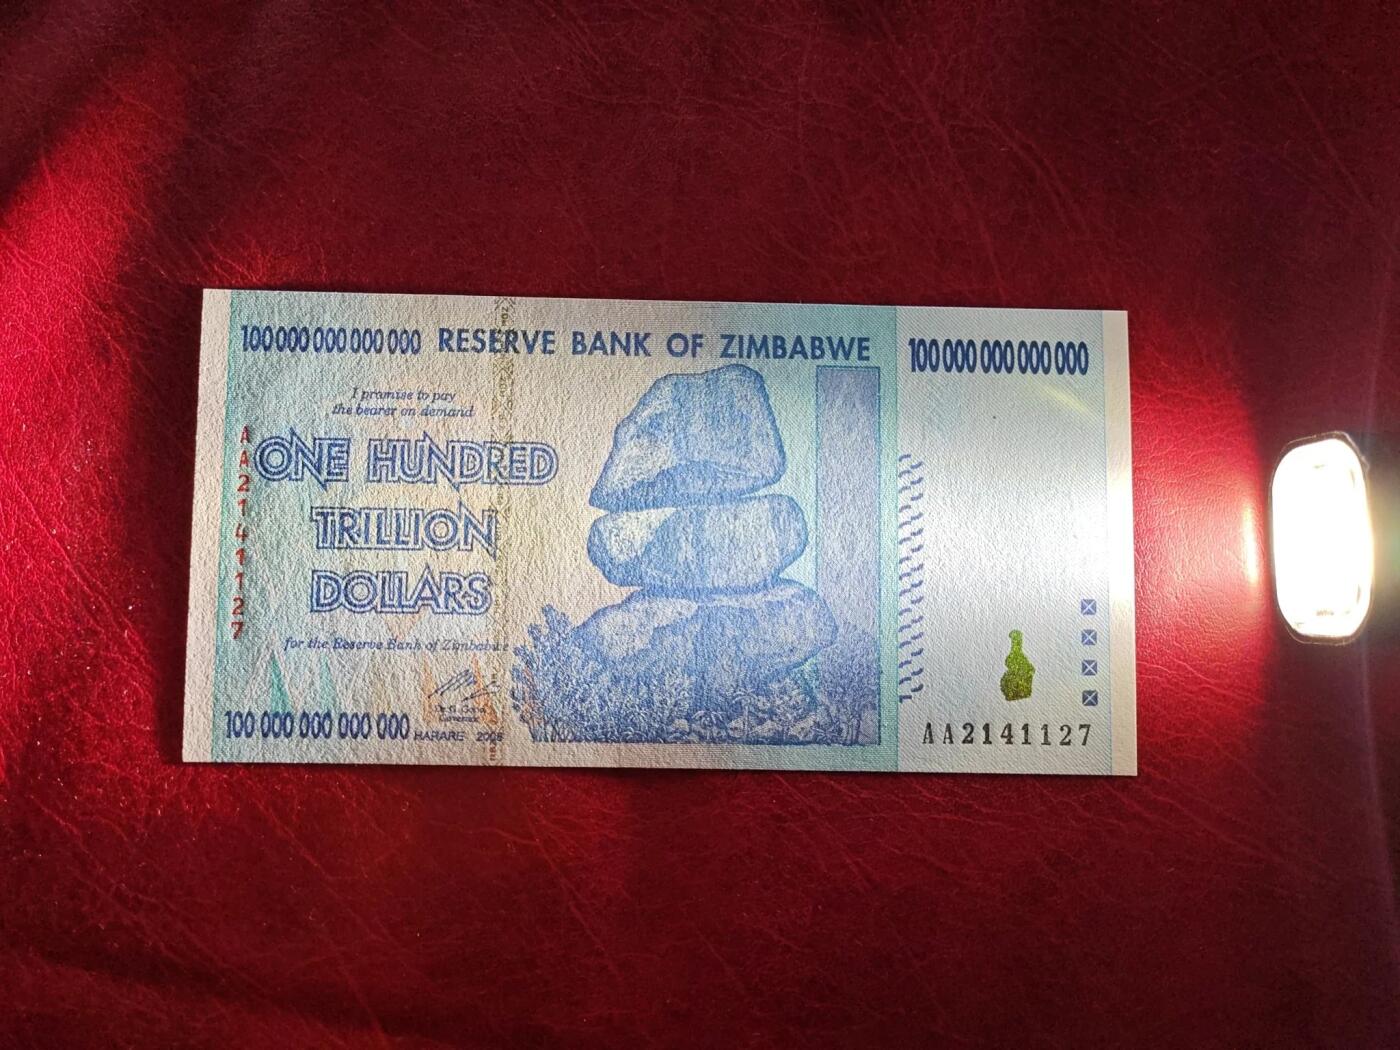 100 000 000 000 000 RESERVE BANK OF ZIMBABWE 100 000 000 000 000
I promise to pay
the bearer on demand
ONE HUNDRED
TRILLION
DOLLARS
for the Reserve Bank of Zimbabwe
AA2141127
Governor
100 000 000 000 000 HARARE 2008
AA2141127